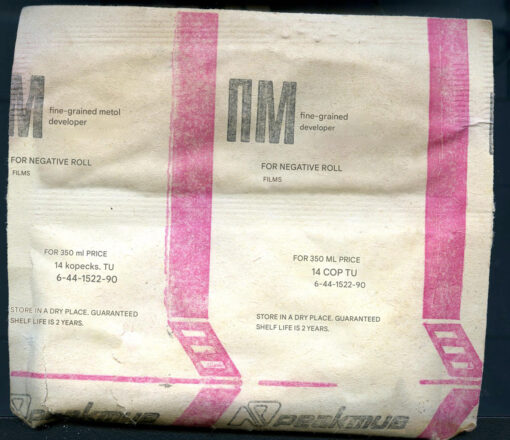 ПМ
fine-grained metol
developer
FOR NEGATIVE ROLL
FILMS
FOR 350 ml PRICE
14 kopecks, TU
6-44-1522-90
STORE IN A DRY PLACE. GUARANTEED
SHELF LIFE IS 2 YEARS.
ПМ
fine-grained
developer
FOR NEGATIVE ROLL
FILMS
FOR 350 ML PRICE
14 COP TU
6-44-1522-90
STORE IN A DRY PLACE. GUARANTEED
SHELF LIFE IS 2 YEARS.
Реактив
Реактив